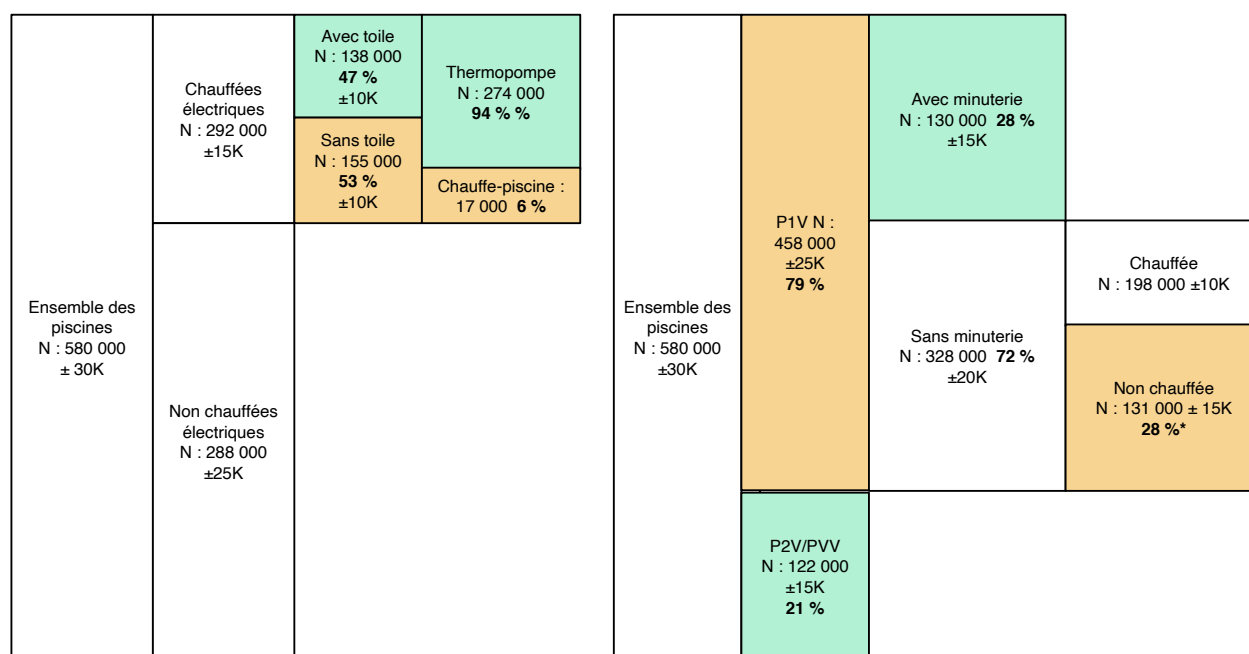 Ensemble des
piscines
N : 580 000
± 30K
Chauffées
électriques
N : 292 000
±15K
Non chauffées
électriques
N : 288 000
±25K
Avec toile
N : 138 000
47 %
±10K
Sans toile
N : 155 000
53 %
±10K
Thermopompe
N : 274 000
94 % %
Chauffe-piscine :
17 000 6 %
Ensemble des
piscines
N : 580 000
±30K
P1V N :
458 000
±25K
79 %
P2V/PVV
N : 122 000
±15K
21 %
Avec minuterie
N : 130 000 28 %
±15K
Sans minuterie
N : 328 000 72 %
±20K
Chauffée
N : 198 000 ±10K
Non chauffée
N : 131 000 ± 15K
28 %*